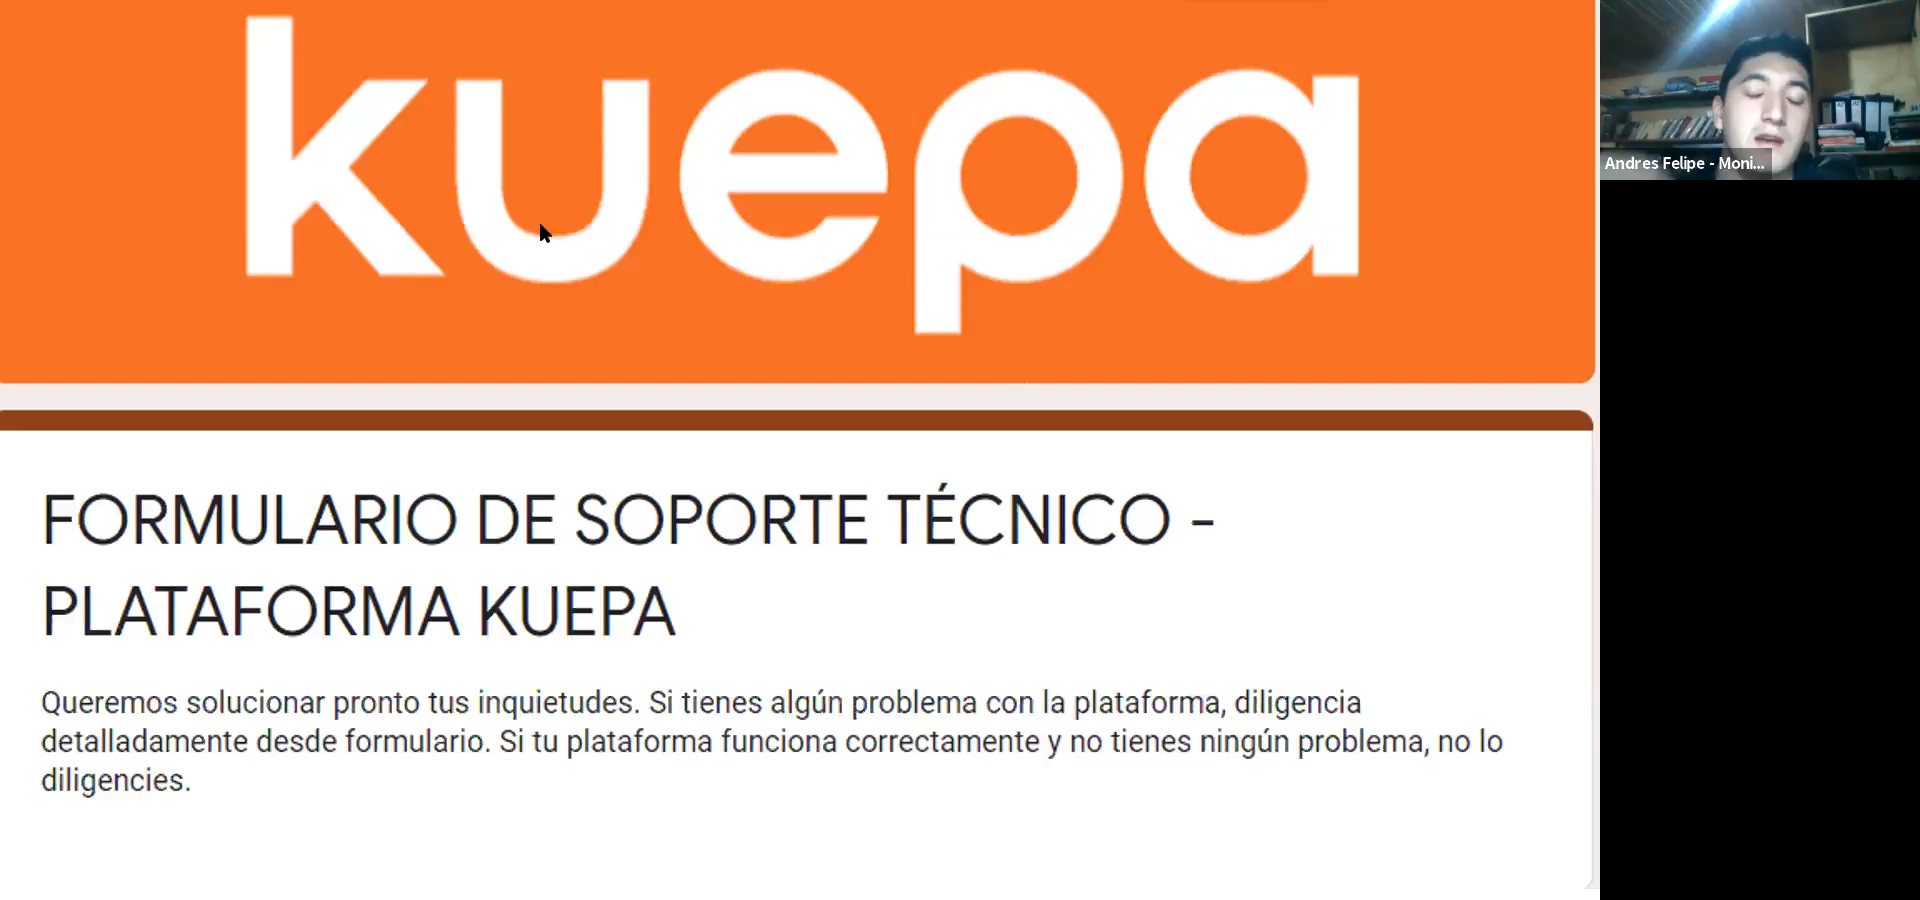 kuepa
Andres Felipe - Moni...
FORMULARIO DE SOPORTE TÉCNICO -
PLATAFORMA KUEPA
Queremos solucionar pronto tus inquietudes. Si tienes algún problema con la plataforma, diligencia
detalladamente desde formulario. Si tu plataforma funciona correctamente y no tienes ningún problema, no lo
diligencies.